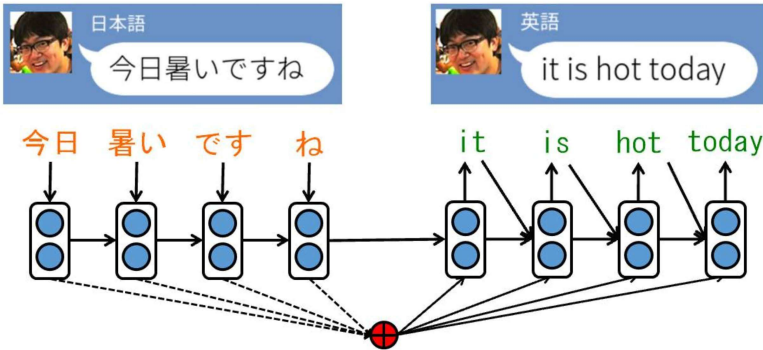 日本語
今日暑いですね
英語
it is hot today
今日 暑い です ね
it is hot today